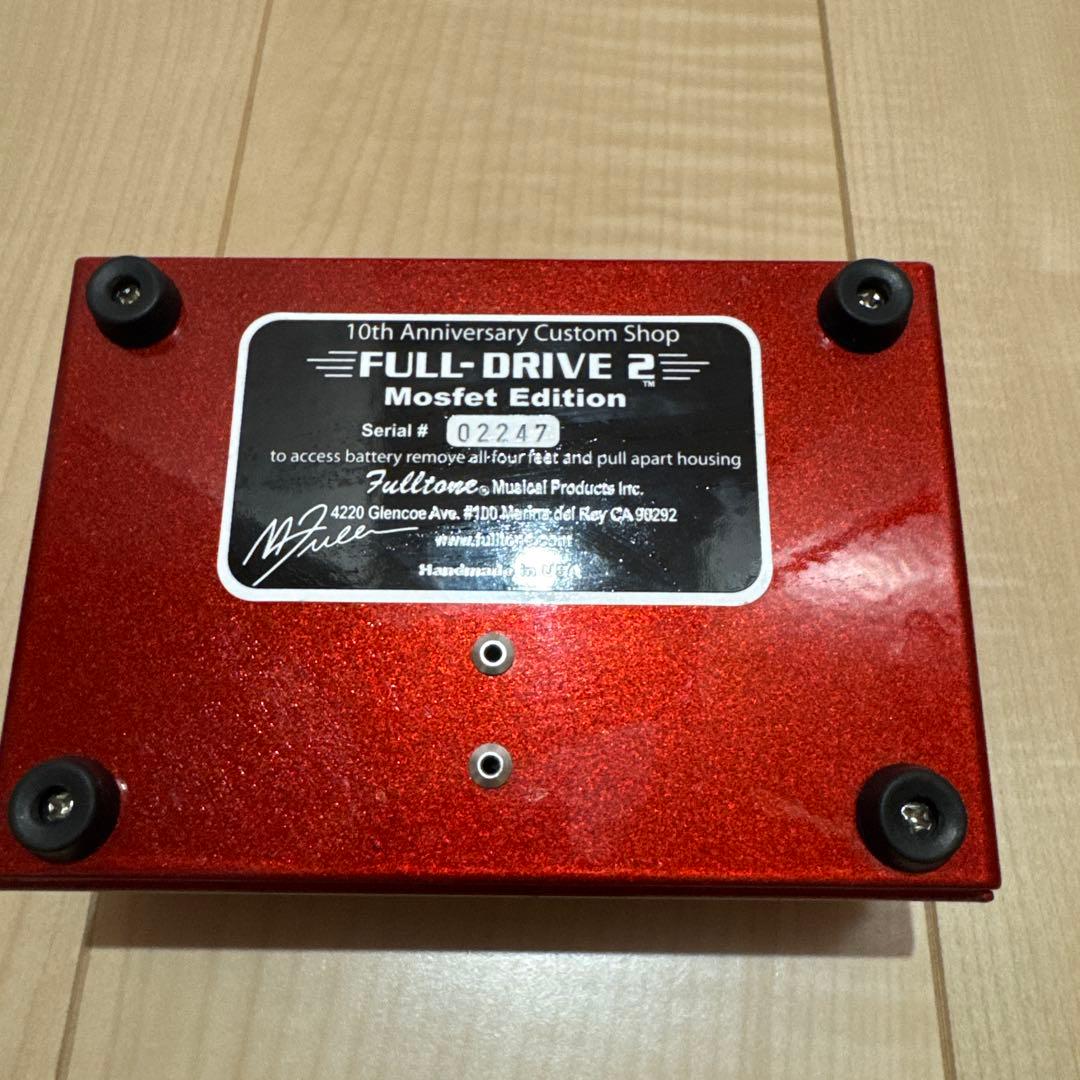 10th Anniversary Custom Shop
FULL-DRIVE 2™
Mosfet Edition
Serial # 02247
to access battery remove all four feet and pull apart housing
Fulltone® Musical Products Inc.
4220 Glencoe Ave. #100 Marina del Rey CA 90292
M Fuller
www.fulltone.com
Handmade in USA